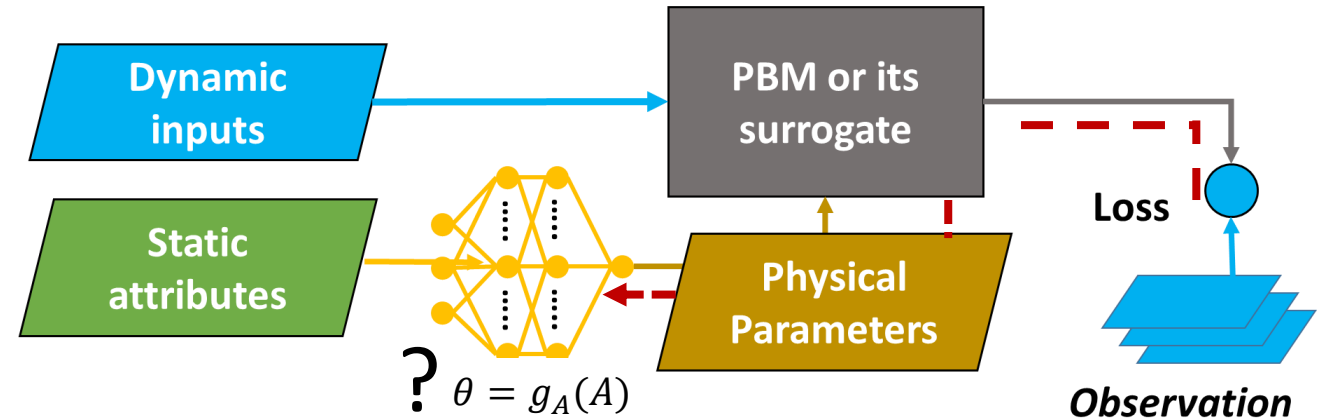 Dynamic
inputs
PBM or its
surrogate
Static
attributes
Physical
Parameters
Loss
? θ = g_A(A)
Observation